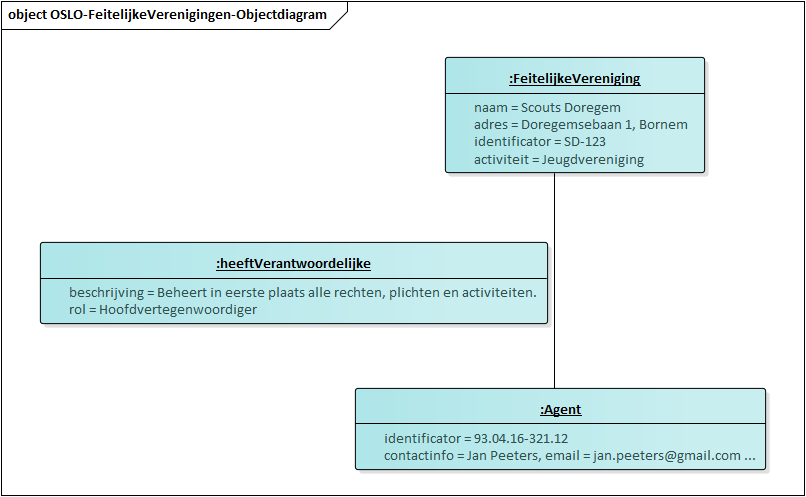 object OSLO-FeitelijkeVerenigingen-Objectdiagram
:FeitelijkeVereniging
naam = Scouts Doregem
adres = Doregemsebaan 1, Bornem
identificator = SD-123
activiteit = Jeugdvereniging
:heeftVerantwoordelijke
beschrijving = Beheert in eerste plaats alle rechten, plichten en activiteiten.
rol = Hoofdvertegenwoordiger
:Agent
identificator = 93.04.16-321.12
contactinfo = Jan Peeters, email = jan.peeters@gmail.com ...